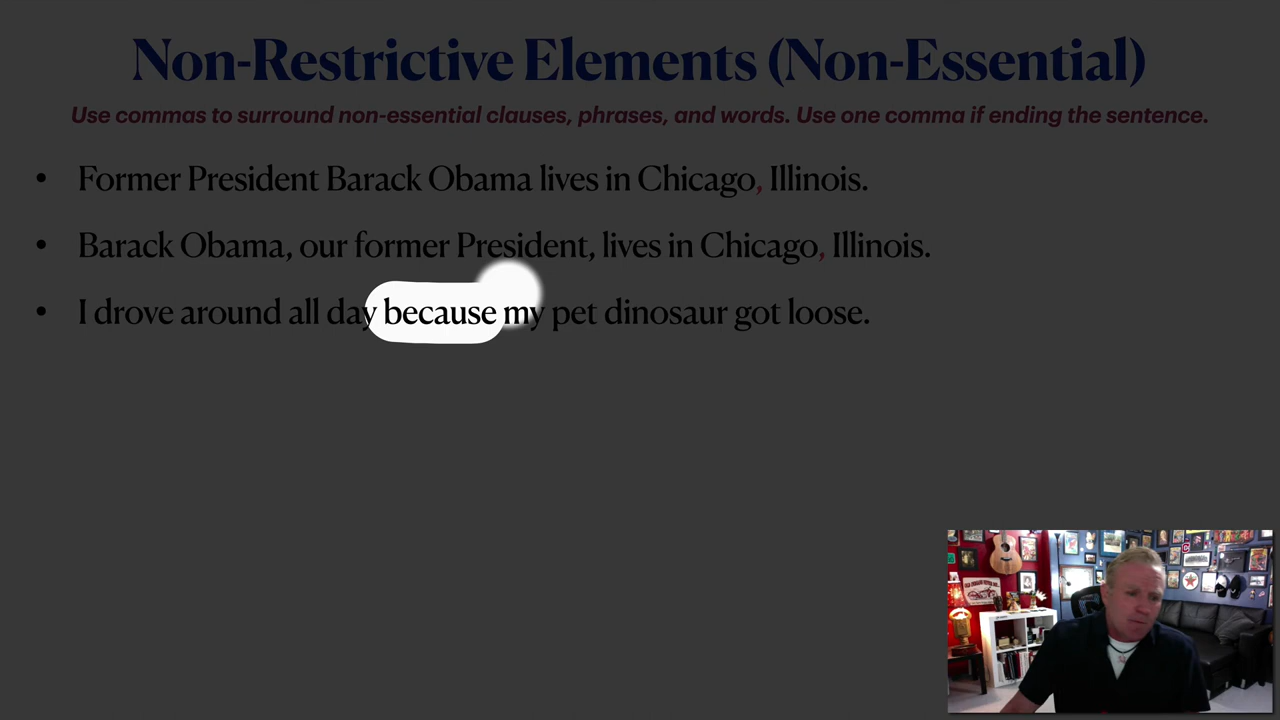 Non-Restrictive Elements (Non-Essential)
Use commas to surround non-essential clauses, phrases, and words. Use one comma if ending the sentence.
• Former President Barack Obama lives in Chicago, Illinois.
• Barack Obama, our former President, lives in Chicago, Illinois.
• I drove around all day because my pet dinosaur got loose.